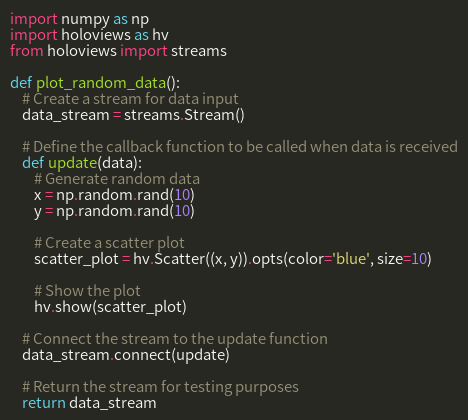 import numpy as np
import holoviews as hv
from holoviews import streams

def plot_random_data():
    # Create a stream for data input
    data_stream = streams.Stream()

    # Define the callback function to be called when data is received
    def update(data):
        # Generate random data
        x = np.random.rand(10)
        y = np.random.rand(10)

        # Create a scatter plot
        scatter_plot = hv.Scatter((x, y)).opts(color='blue', size=10)

        # Show the plot
        hv.show(scatter_plot)

    # Connect the stream to the update function
    data_stream.connect(update)

    # Return the stream for testing purposes
    return data_stream